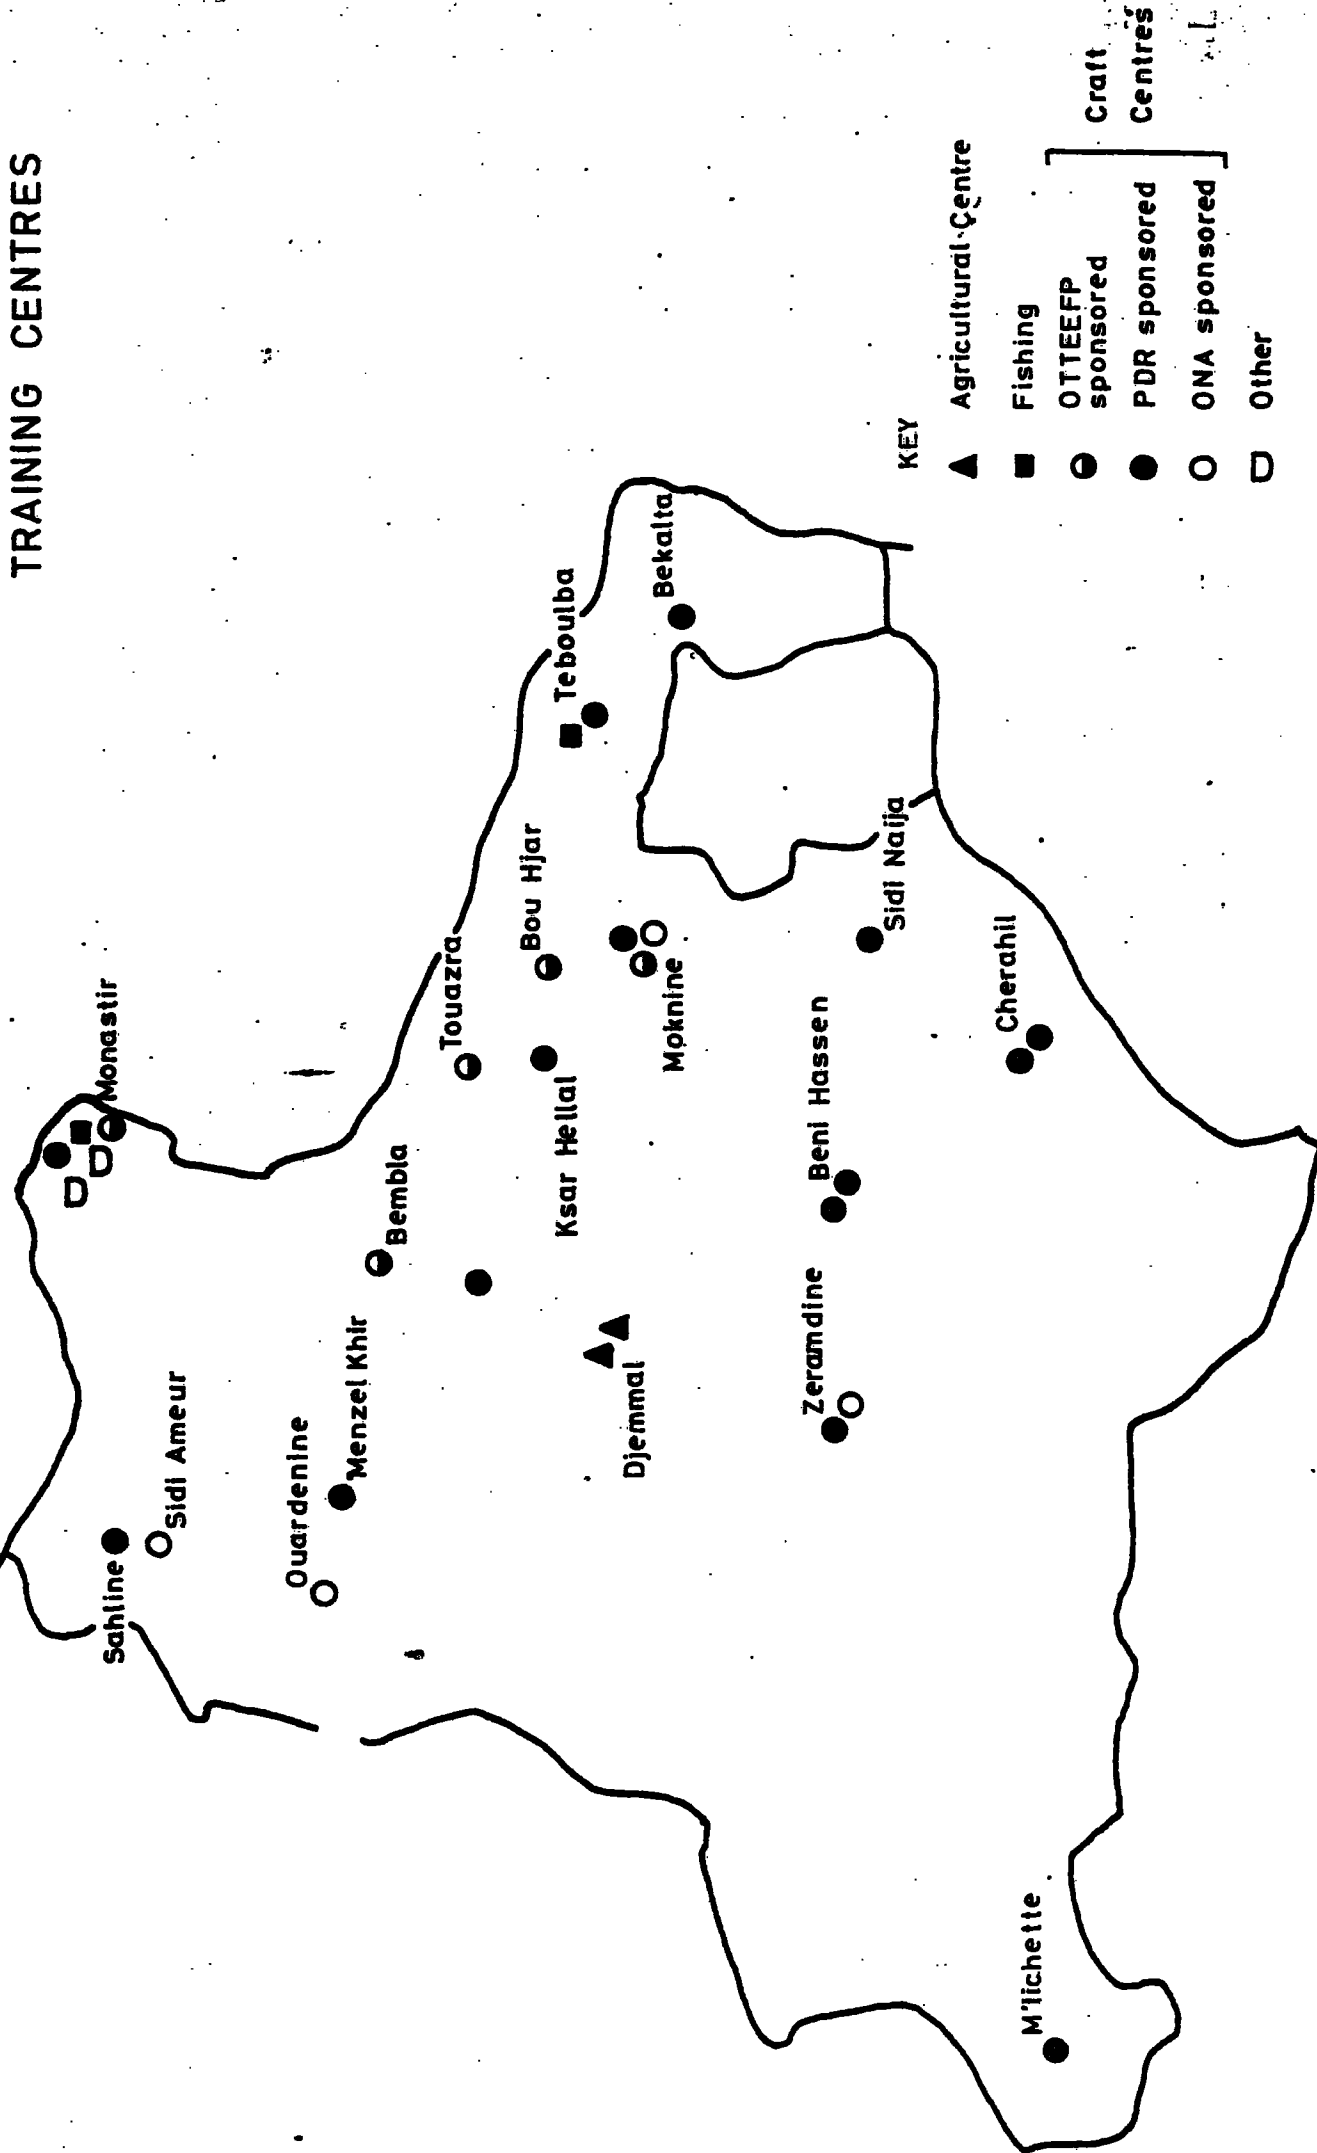 TRAINING CENTRES
Monastir
Sahline
Sidi Ameur
Ouardenine
Menzel Khir
Bembla
Touazra
Bou Hjar
Teboulba
Bekalta
Ksar Hellal
Moknine
Djemmal
Zeramdine
Beni Hassen
Sidi Naija
Cherahil
M'lichette
KEY
Agricultural Centre
Fishing
OTTEEFP
sponsored
PDR sponsored
ONA sponsored
Craft
Centres
Other